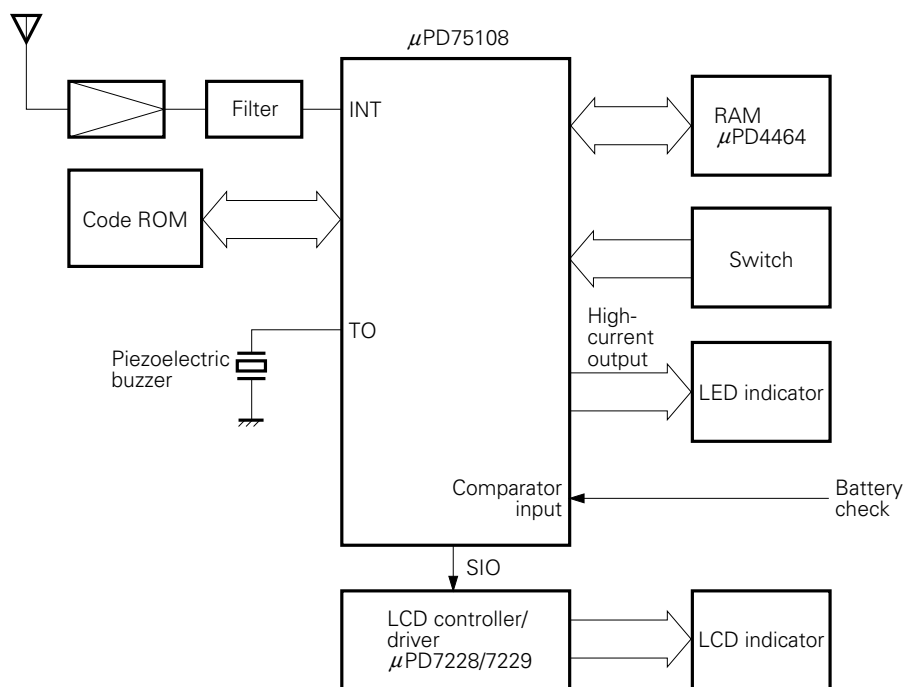 μPD75108
Filter
INT
RAM
μPD4464
Code ROM
Switch
High-
current
output
TO
Piezoelectric
buzzer
LED indicator
Comparator
input
Battery
check
SIO
LCD controller/
driver
μPD7228/7229
LCD indicator